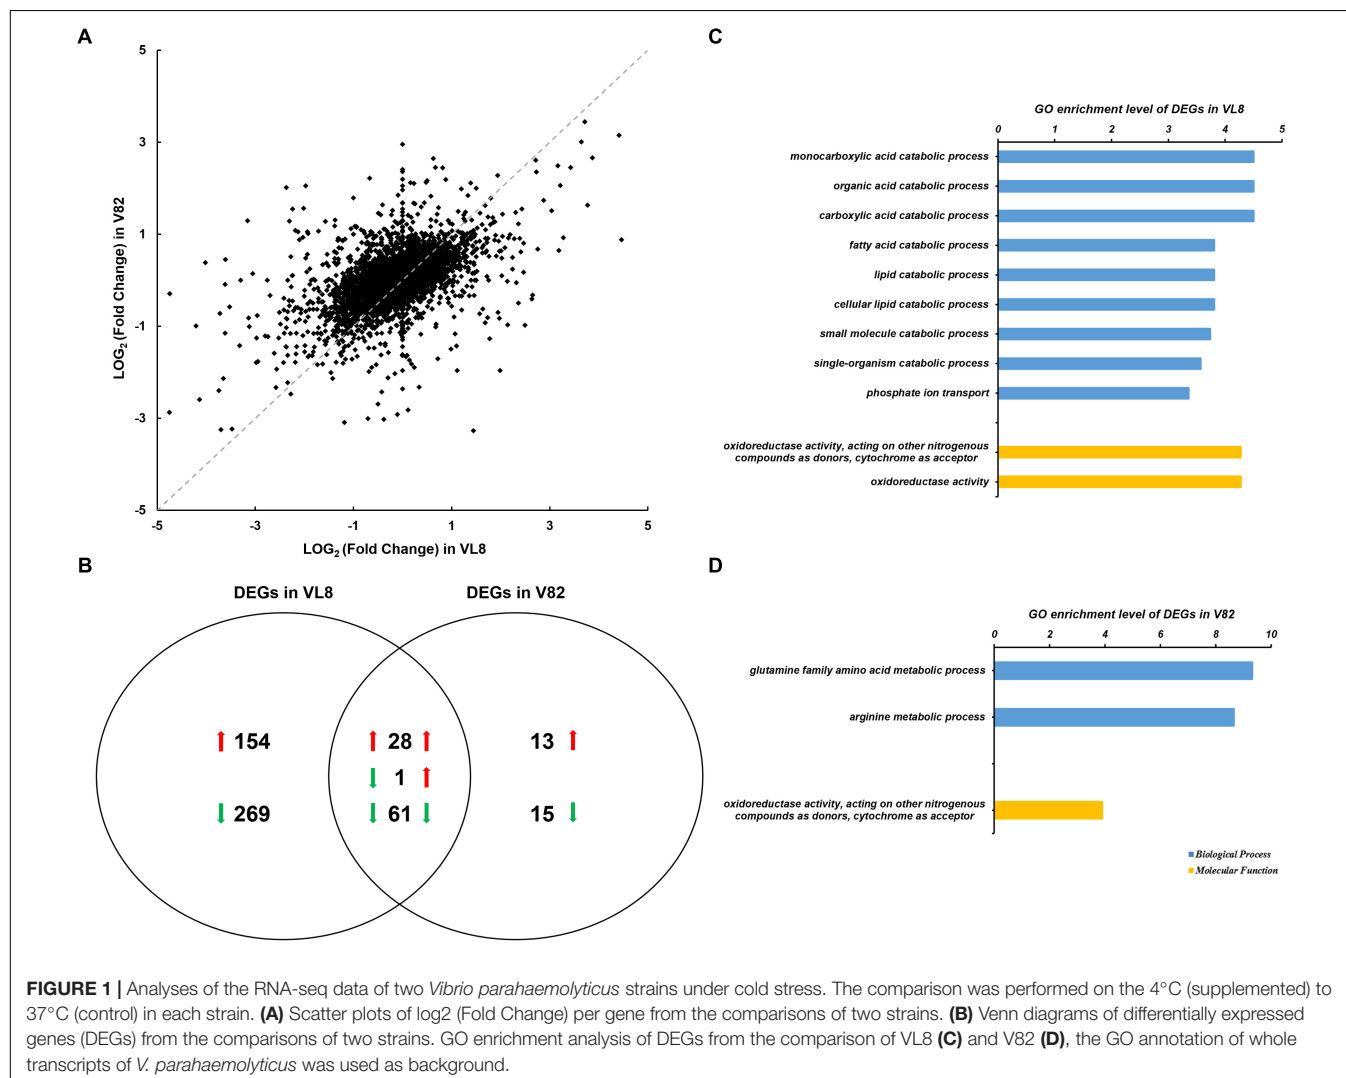 A
5
3
1
-1
-3
-5
-5
-3
-1
1
3
5
LOG2 (Fold Change) in V82
LOG2 (Fold Change) in VL8
B
DEGs in VL8
DEGs in V82
154
28
13
1
269
61
15
C
GO enrichment level of DEGs in VL8
0
1
2
3
4
5
monocarboxylic acid catabolic process
organic acid catabolic process
carboxylic acid catabolic process
fatty acid catabolic process
lipid catabolic process
cellular lipid catabolic process
small molecule catabolic process
single-organism catabolic process
phosphate ion transport
oxidoreductase activity, acting on other nitrogenous
compounds as donors, cytochrome as acceptor
oxidoreductase activity
D
GO enrichment level of DEGs in V82
0
2
4
6
8
10
glutamine family amino acid metabolic process
arginine metabolic process
oxidoreductase activity, acting on other nitrogenous
compounds as donors, cytochrome as acceptor
Biological Process
Molecular Function
FIGURE 1 | Analyses of the RNA-seq data of two Vibrio parahaemolyticus strains under cold stress. The comparison was performed on the 4°C (supplemented) to
37°C (control) in each strain. (A) Scatter plots of log2 (Fold Change) per gene from the comparisons of two strains. (B) Venn diagrams of differentially expressed
genes (DEGs) from the comparisons of two strains. GO enrichment analysis of DEGs from the comparison of VL8 (C) and V82 (D), the GO annotation of whole
transcripts of V. parahaemolyticus was used as background.